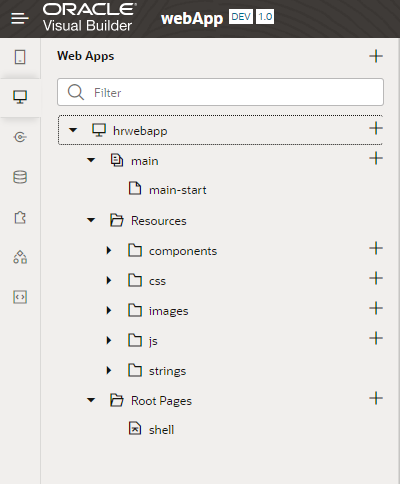 ORACLE
Visual Builder
webApp DEV 1.0
Web Apps
Filter
hrwebapp
main
main-start
Resources
components
css
images
js
strings
Root Pages
shell